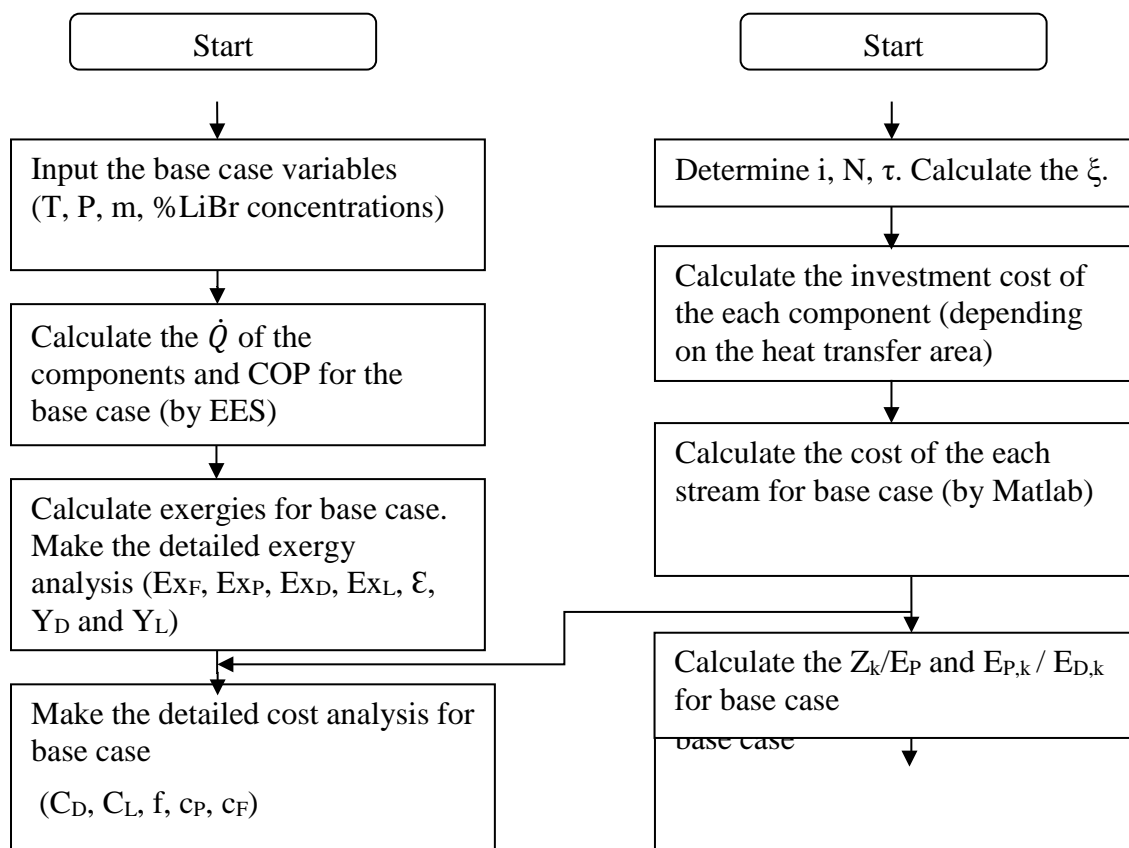 Start
Input the base case variables
(T, P, m, %LiBr concentrations)
Calculate the Q̇ of the
components and COP for the
base case (by EES)
Calculate exergies for base case.
Make the detailed exergy
analysis (ExF, ExP, ExD, ExL, Ɛ,
YD and YL)
Make the detailed cost analysis for
base case
(CD, CL, f, cP, cF)
Start
Determine i, N, τ. Calculate the ξ.
Calculate the investment cost of
the each component (depending
on the heat transfer area)
Calculate the cost of the each
stream for base case (by Matlab)
Calculate the Zk/EP and EP,k / ED,k
for base case
base case